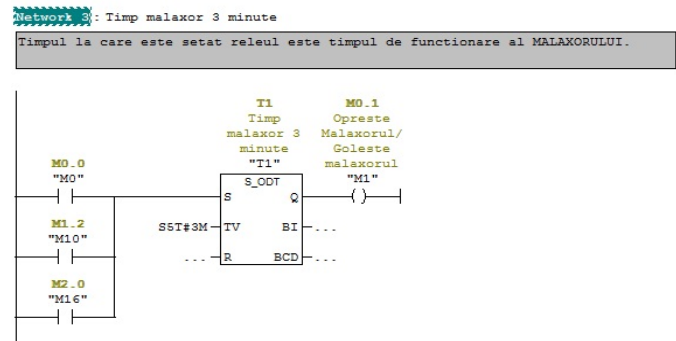 Network 3: Timp malaxor 3 minute
Timpul la care este setat releul este timpul de functionare al MALAXORULUI.
T1
Timp
malaxor 3
minute
"T1"
M0.1
Opreste
Malaxorul/
Goleste
malaxorul
"M1"
M0.0
"M0"
S_ODT
S Q
M1.2
"M10"
S5T#3M TV BI ...
... R BCD ...
M2.0
"M16"